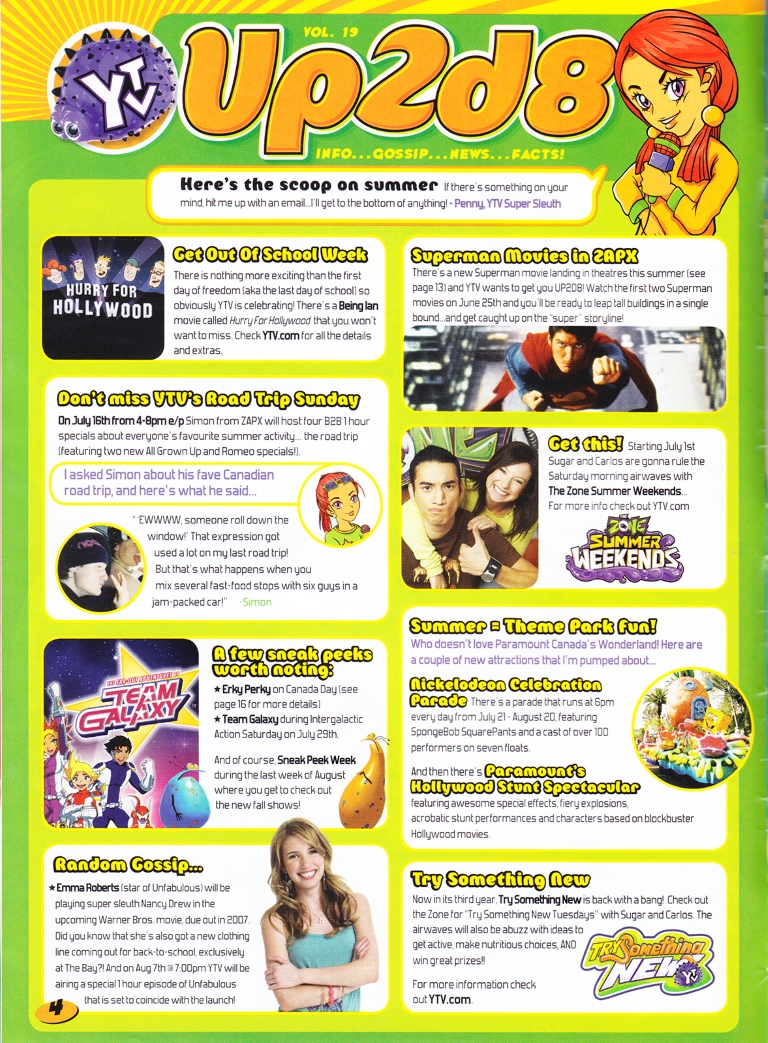 VOL. 19
YTV
Up2d8
INFO...GOSSIP...NEWS...FACTS!
Here's the scoop on summer If there's something on your
mind, hit me up with an email...I'll get to the bottom of anything! - Penny, YTV Super Sleuth
HURRY FOR
HOLLYWOOD
Get Out Of School Week
There is nothing more exciting than the first
day of freedom (aka the last day of school) so
obviously YTV is celebrating! There's a Being Ian
movie called Hurry For Hollywood that you won't
want to miss. Check YTV.com for all the details
and extras.
Don't miss YTV's Road Trip Sunday
On July 16th from 4-8pm e/p Simon from ZAPX will host four B2B 1 hour
specials about everyone's favourite summer activity... the road trip
(featuring two new All Grown Up and Romeo specials!).
I asked Simon about his fave Canadian
road trip, and here's what he said...
"'EWWWW, someone roll down the
window!' That expression got
used a lot on my last road trip!
But that's what happens when you
mix several fast-food stops with six guys in a
jam-packed car!" -Simon
THE FAR-OUT ADVENTURES OF
TEAM
GALAXY
A few sneak peeks
worth noting:
★ Erky Perky on Canada Day (see
page 16 for more details)
★ Team Galaxy during Intergalactic
Action Saturday on July 29th.
And of course, Sneak Peek Week
during the last week of August
where you get to check out
the new fall shows!
Random Gossip...
★ Emma Roberts (star of Unfabulous) will be
playing super sleuth Nancy Drew in the
upcoming Warner Bros. movie, due out in 2007.
Did you know that she's also got a new clothing
line coming out for back-to-school, exclusively
at The Bay?! And on Aug 7th @ 7:00pm YTV will be
airing a special 1 hour episode of Unfabulous
that is set to coincide with the launch!
4
Superman Movies in ZAPX
There's a new Superman movie landing in theatres this summer (see
page 13) and YTV wants to get you UP2D8! Watch the first two Superman
movies on June 25th and you'll be ready to leap tall buildings in a single
bound...and get caught up on the "super" storyline!
Get this! Starting July 1st
Sugar and Carlos are gonna rule the
Saturday morning airwaves with
The Zone Summer Weekends...
For more info check out YTV.com
THE ZONE
SUMMER
WEEKENDS
Summer = Theme Park Fun!
Who doesn't love Paramount Canada's Wonderland! Here are
a couple of new attractions that I'm pumped about...
Nickelodeon Celebration
Parade There's a parade that runs at 6pm
every day from July 21 - August 20, featuring
SpongeBob SquarePants and a cast of over 100
performers on seven floats.
And then there's Paramount's
Hollywood Stunt Spectacular
featuring awesome special effects, fiery explosions,
acrobatic stunt performances and characters based on blockbuster
Hollywood movies.
Try Something New
Now in its third year, Try Something New is back with a bang! Check out
the Zone for "Try Something New Tuesdays" with Sugar and Carlos. The
airwaves will also be abuzz with ideas to
get active, make nutritious choices, AND
win great prizes!!
For more information check
out YTV.com.
TRY Something
NEW
YTV